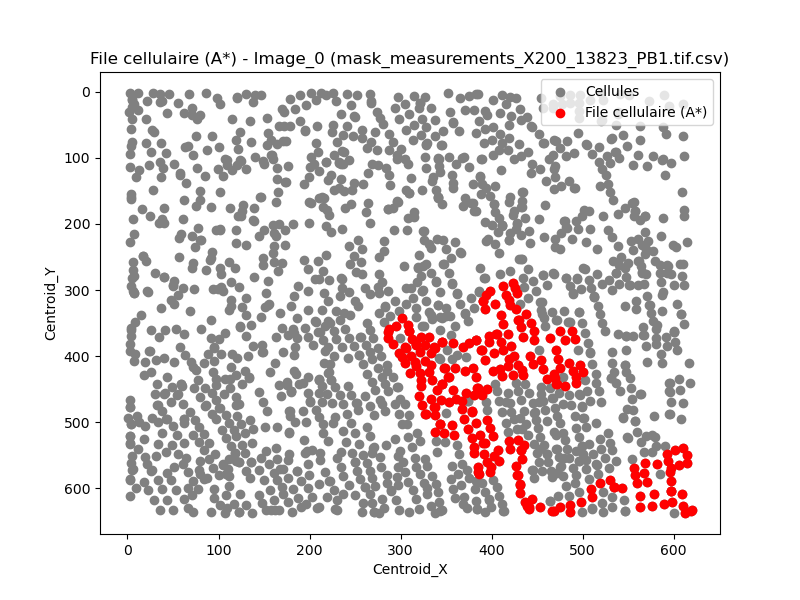 File cellulaire (A*) - Image_0 (mask_measurements_X200_13823_PB1.tif.csv)
Cellules
File cellulaire (A*)
Centroid_Y
0
100
200
300
400
500
600
0 100 200 300 400 500 600
Centroid_X